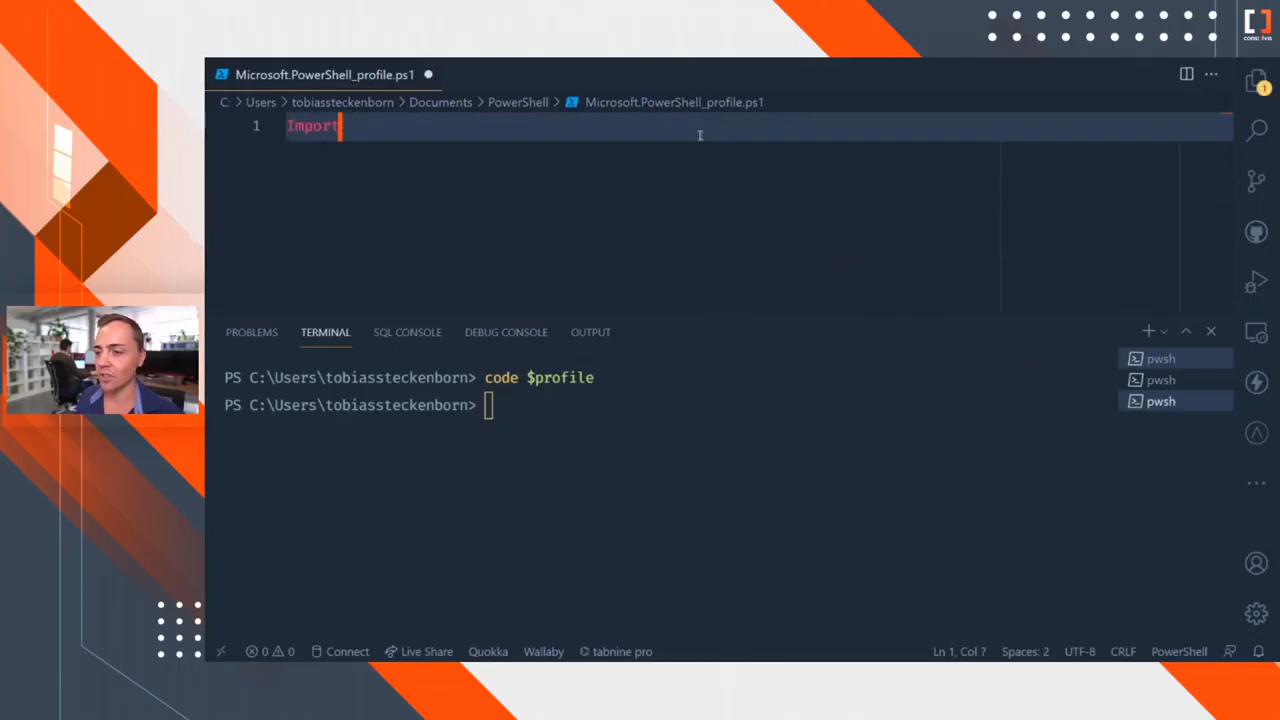 Microsoft.PowerShell_profile.ps1
C: > Users > tobiassteckenborn > Documents > PowerShell > Microsoft.PowerShell_profile.ps1
1 Import
PROBLEMS TERMINAL SQL CONSOLE DEBUG CONSOLE OUTPUT
pwsh
pwsh
pwsh
PS C:\Users\tobiassteckenborn> code $profile
PS C:\Users\tobiassteckenborn>
0 0 Connect Live Share Quokka Wallaby tabnine pro Ln 1, Col 7 Spaces: 2 UTF-8 CRLF PowerShell
1